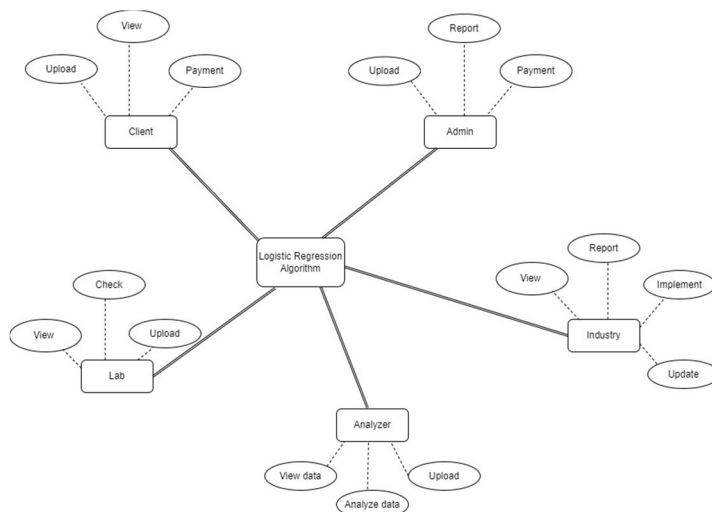 View
Upload
Payment
Client
Report
Upload
Payment
Admin
Logistic Regression
Algorithm
Check
View
Upload
Lab
Report
View
Implement
Industry
Update
Analyzer
View data
Upload
Analyze data